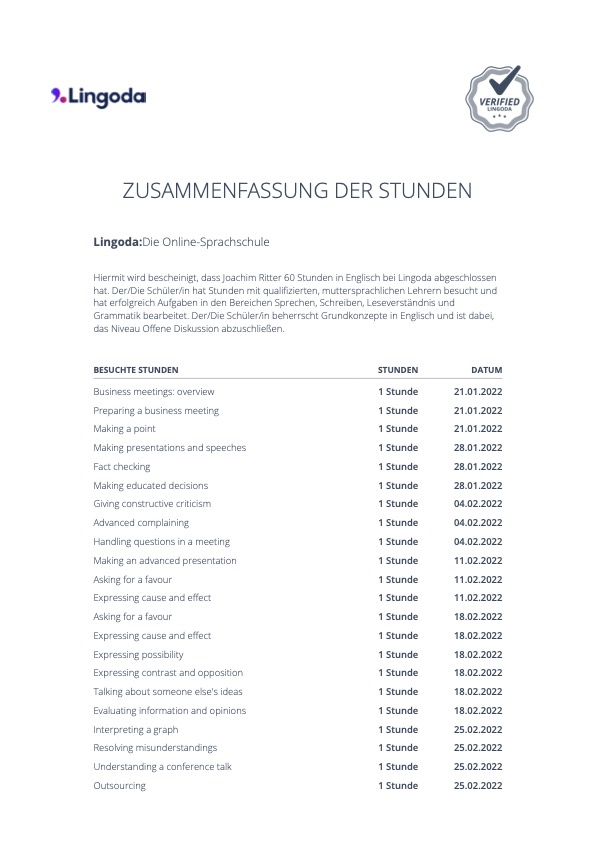 Lingoda
VERIFIED
LINGODA
ZUSAMMENFASSUNG DER STUNDEN
Lingoda:Die Online-Sprachschule
Hiermit wird bescheinigt, dass Joachim Ritter 60 Stunden in Englisch bei Lingoda abgeschlossen
hat. Der/Die Schüler/in hat Stunden mit qualifizierten, muttersprachlichen Lehrern besucht und
hat erfolgreich Aufgaben in den Bereichen Sprechen, Schreiben, Leseverständnis und
Grammatik bearbeitet. Der/Die Schüler/in beherrscht Grundkonzepte in Englisch und ist dabei,
das Niveau Offene Diskussion abzuschließen.
BESUCHTE STUNDEN STUNDEN DATUM
Business meetings: overview 1 Stunde 21.01.2022
Preparing a business meeting 1 Stunde 21.01.2022
Making a point 1 Stunde 21.01.2022
Making presentations and speeches 1 Stunde 28.01.2022
Fact checking 1 Stunde 28.01.2022
Making educated decisions 1 Stunde 28.01.2022
Giving constructive criticism 1 Stunde 04.02.2022
Advanced complaining 1 Stunde 04.02.2022
Handling questions in a meeting 1 Stunde 04.02.2022
Making an advanced presentation 1 Stunde 11.02.2022
Asking for a favour 1 Stunde 11.02.2022
Expressing cause and effect 1 Stunde 11.02.2022
Asking for a favour 1 Stunde 18.02.2022
Expressing cause and effect 1 Stunde 18.02.2022
Expressing possibility 1 Stunde 18.02.2022
Expressing contrast and opposition 1 Stunde 18.02.2022
Talking about someone else's ideas 1 Stunde 18.02.2022
Evaluating information and opinions 1 Stunde 18.02.2022
Interpreting a graph 1 Stunde 25.02.2022
Resolving misunderstandings 1 Stunde 25.02.2022
Understanding a conference talk 1 Stunde 25.02.2022
Outsourcing 1 Stunde 25.02.2022